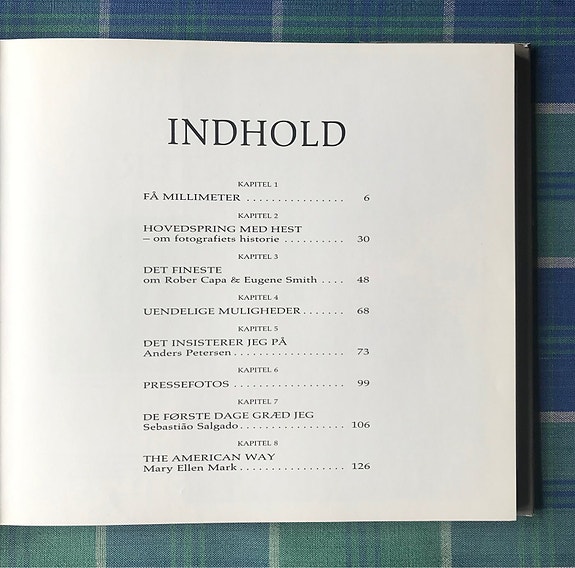 INDHOLD
KAPITEL 1
FÅ MILLIMETER ................ 6
KAPITEL 2
HOVEDSPRING MED HEST
– om fotografiets historie .......... 30
KAPITEL 3
DET FINESTE
om Rober Capa & Eugene Smith .... 48
KAPITEL 4
UENDELIGE MULIGHEDER....... 68
KAPITEL 5
DET INSISTERER JEG PÅ
Anders Petersen.................. 73
KAPITEL 6
PRESSEFOTOS .................. 99
KAPITEL 7
DE FØRSTE DAGE GRÆD JEG
Sebastião Salgado................. 106
KAPITEL 8
THE AMERICAN WAY
Mary Ellen Mark................. 126